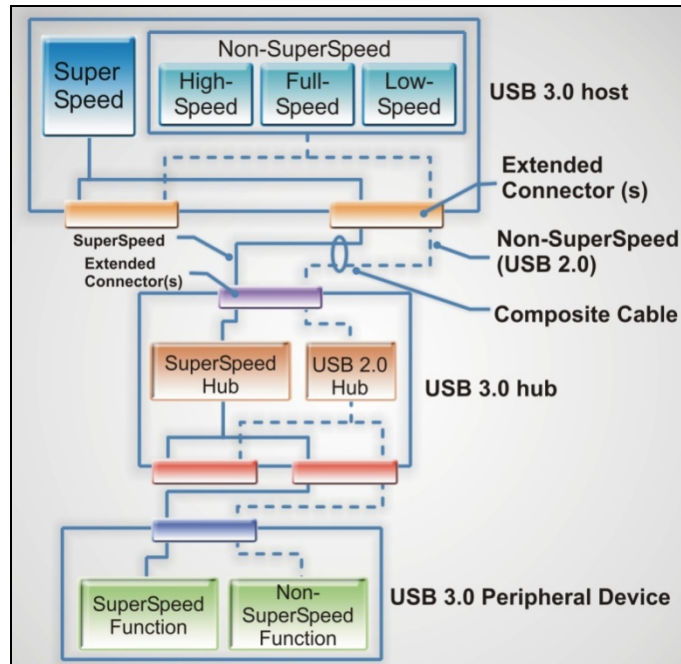 Super
Speed
Non-SuperSpeed
High-
Speed
Full-
Speed
Low-
Speed
USB 3.0 host
Extended
Connector (s)
SuperSpeed
Extended
Connector(s)
Non-SuperSpeed
(USB 2.0)
Composite Cable
SuperSpeed
Hub
USB 2.0
Hub
USB 3.0 hub
SuperSpeed
Function
Non-
SuperSpeed
Function
USB 3.0 Peripheral Device